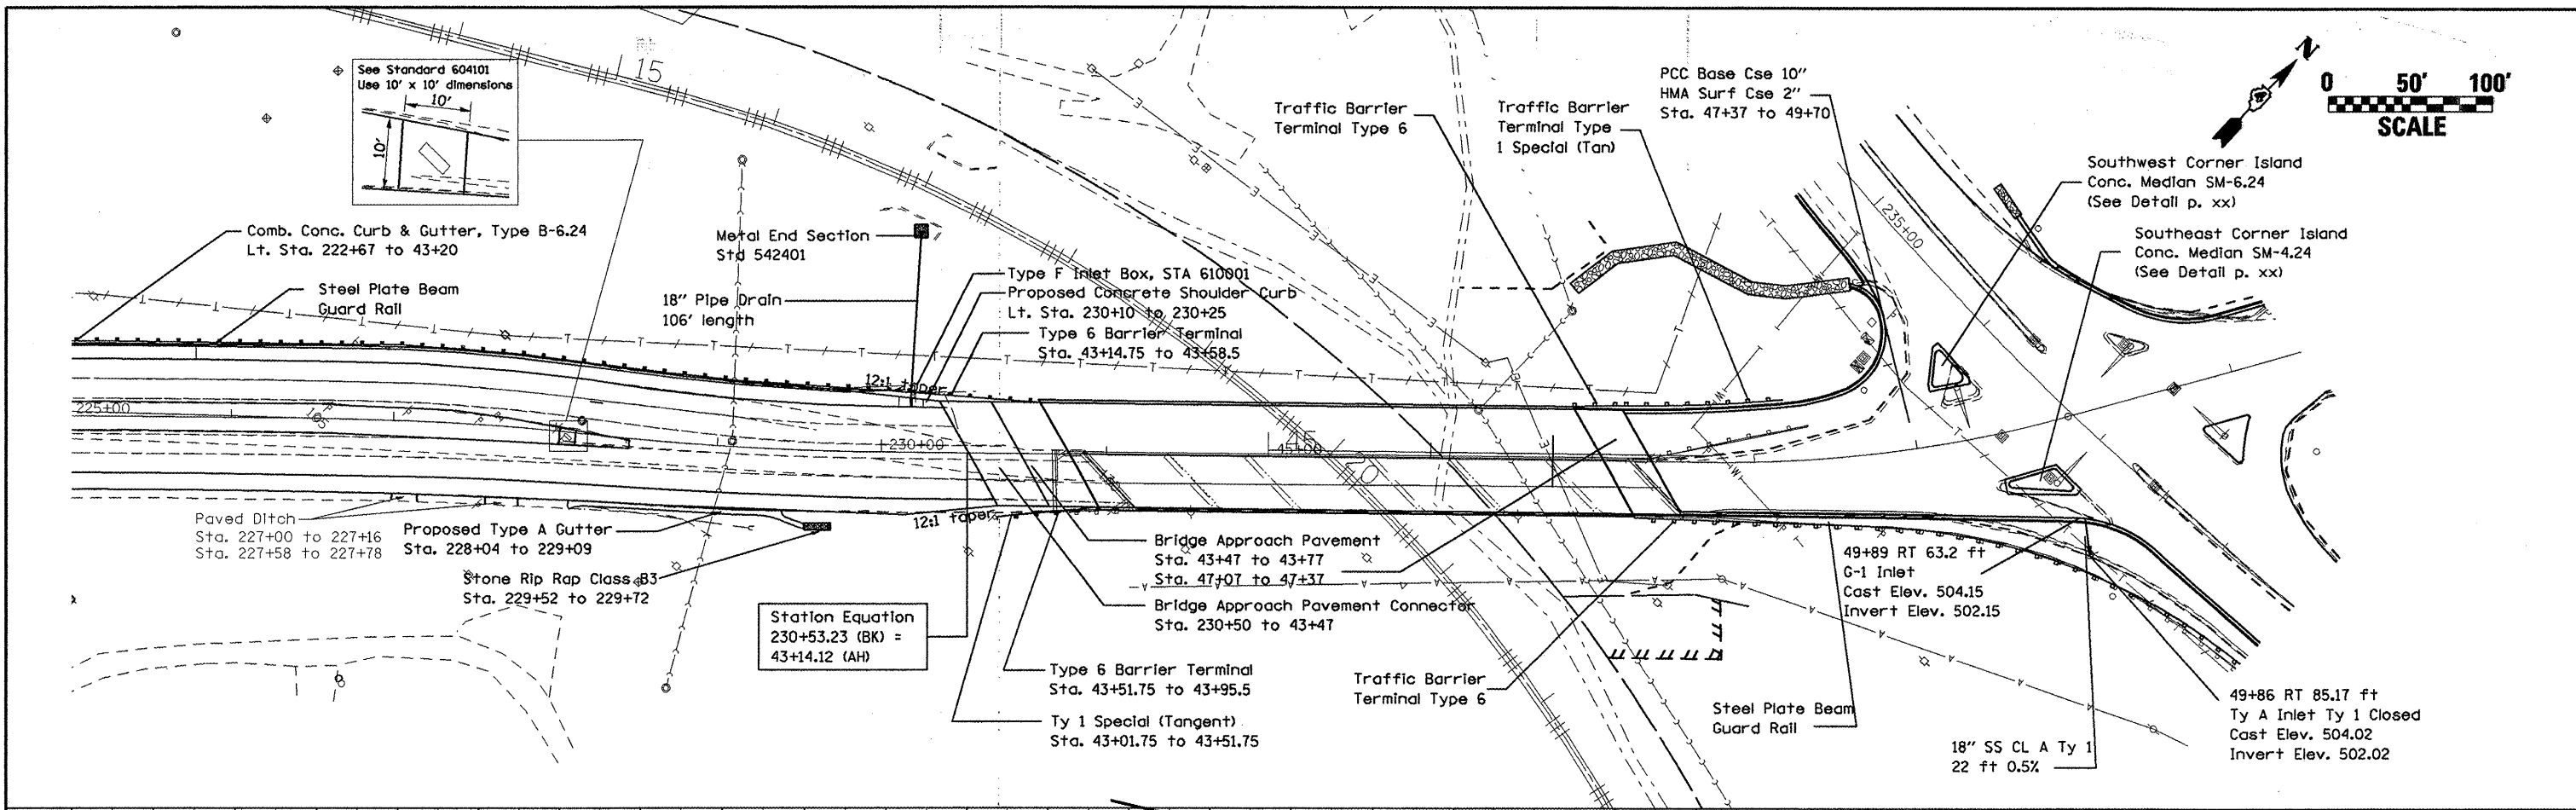 See Standard 604101
Use 10' x 10' dimensions
10'
10'
15
Comb. Conc. Curb & Gutter, Type B-6.24
Lt. Sta. 222+67 to 43+20
Steel Plate Beam
Guard Rail
Metal End Section
Std 542401
18" Pipe Drain
106' length
Type F Inlet Box, STA 610001
Proposed Concrete Shoulder Curb
Lt. Sta. 230+10 to 230+25
Type 6 Barrier Terminal
Sta. 43+14.75 to 43+58.5
12:1 taper
Traffic Barrier
Terminal Type 6
Traffic Barrier
Terminal Type
1 Special (Tan)
PCC Base Cse 10"
HMA Surf Cse 2"
Sta. 47+37 to 49+70
N
0 50' 100'
SCALE
Southwest Corner Island
Conc. Median SM-6.24
(See Detail p. xx)
Southeast Corner Island
Conc. Median SM-4.24
(See Detail p. xx)
235+00
225+00
230+00
45+00
Paved Ditch
Sta. 227+00 to 227+16
Sta. 227+58 to 227+78
Proposed Type A Gutter
Sta. 228+04 to 229+09
Stone Rip Rap Class B3
Sta. 229+52 to 229+72
12:1 taper
Station Equation
230+53.23 (BK) =
43+14.12 (AH)
Bridge Approach Pavement
Sta. 43+47 to 43+77
Sta. 47+07 to 47+37
Bridge Approach Pavement Connector
Sta. 230+50 to 43+47
Type 6 Barrier Terminal
Sta. 43+51.75 to 43+95.5
Ty 1 Special (Tangent)
Sta. 43+01.75 to 43+51.75
Traffic Barrier
Terminal Type 6
49+89 RT 63.2 ft
G-1 Inlet
Cast Elev. 504.15
Invert Elev. 502.15
Steel Plate Beam
Guard Rail
18" SS CL A Ty 1
22 ft 0.5%
49+86 RT 85.17 ft
Ty A Inlet Ty 1 Closed
Cast Elev. 504.02
Invert Elev. 502.02